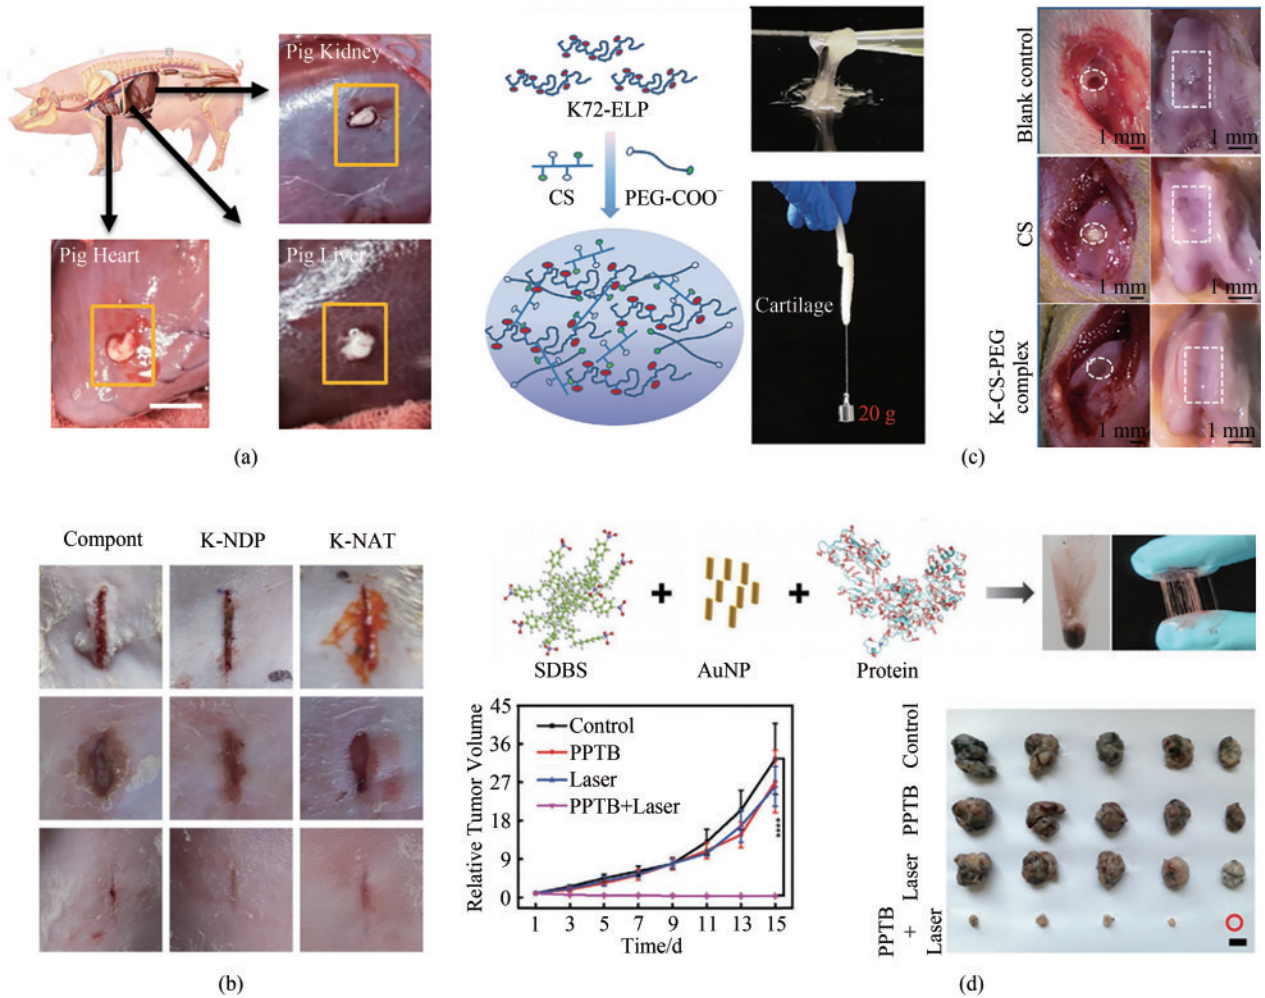 Pig Kidney
Pig Heart
Pig Liver
(a)
K72-ELP
CS
PEG-COO⁻
Cartilage
20 g
Blank control
1 mm
1 mm
CS
1 mm
1 mm
K-CS-PEG
complex
1 mm
1 mm
(c)
Compont
K-NDP
K-NAT
(b)
SDBS
+
AuNP
+
Protein
Relative Tumor Volume
45
36
27
18
9
0
Control
PPTB
Laser
PPTB+Laser
****
1 3 5 7 9 11 13 15
Time/d
Control
PPTB
Laser
PPTB
+
Laser
(d)